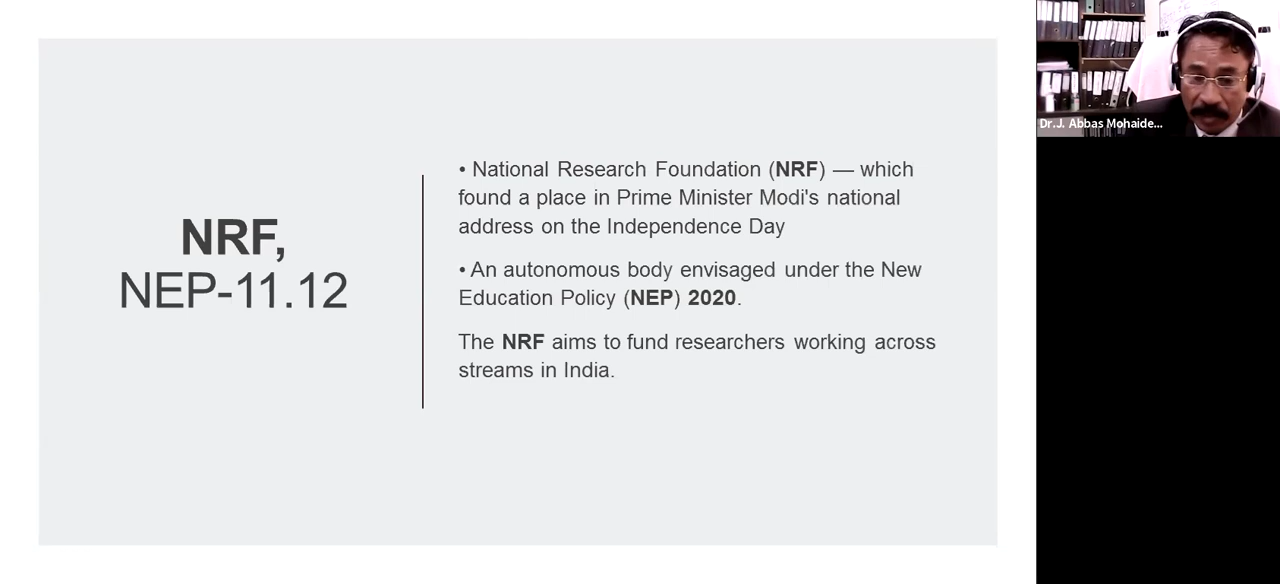 NRF,
NEP-11.12
• National Research Foundation (NRF) — which
found a place in Prime Minister Modi's national
address on the Independence Day
• An autonomous body envisaged under the New
Education Policy (NEP) 2020.
The NRF aims to fund researchers working across
streams in India.
Dr.J. Abbas Mohaide...